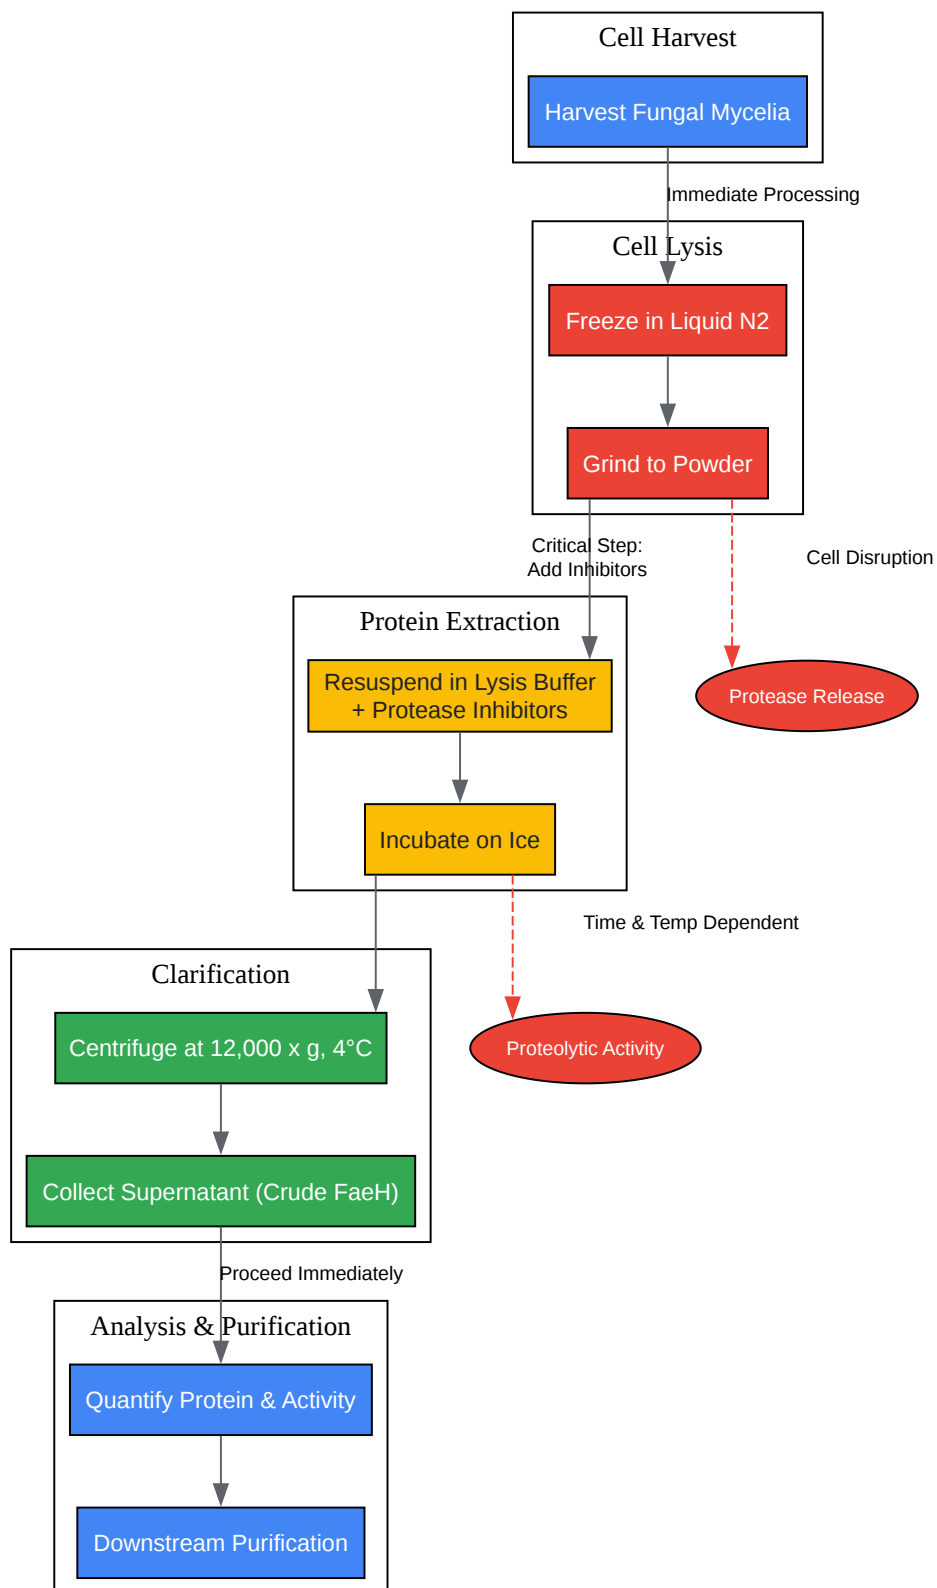 Cell Harvest
Harvest Fungal Mycelia
Immediate Processing
Cell Lysis
Freeze in Liquid N2
Grind to Powder
Critical Step:
Add Inhibitors
Cell Disruption
Protein Extraction
Resuspend in Lysis Buffer
+ Protease Inhibitors
Protease Release
Incubate on Ice
Time & Temp Dependent
Clarification
Centrifuge at 12,000 x g, 4°C
Proteolytic Activity
Collect Supernatant (Crude FaeH)
Proceed Immediately
Analysis & Purification
Quantify Protein & Activity
Downstream Purification